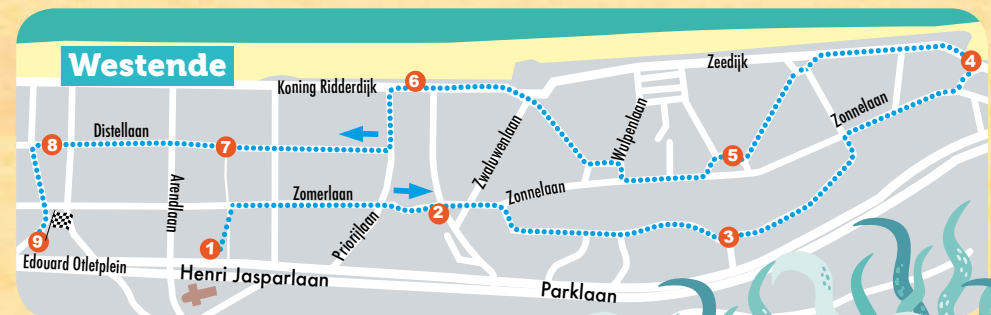 Westende
Zeedijk
4
6
Koning Ridderdijk
Zonnelaan
Wulpenlaan
Zwaluwenlaan
Distellaan
8
7
5
Arendlaan
Zomerlaan
Zonnelaan
Priorijlaan
2
3
1
9
Edouard Otletplein
Henri Jasparlaan
Parklaan